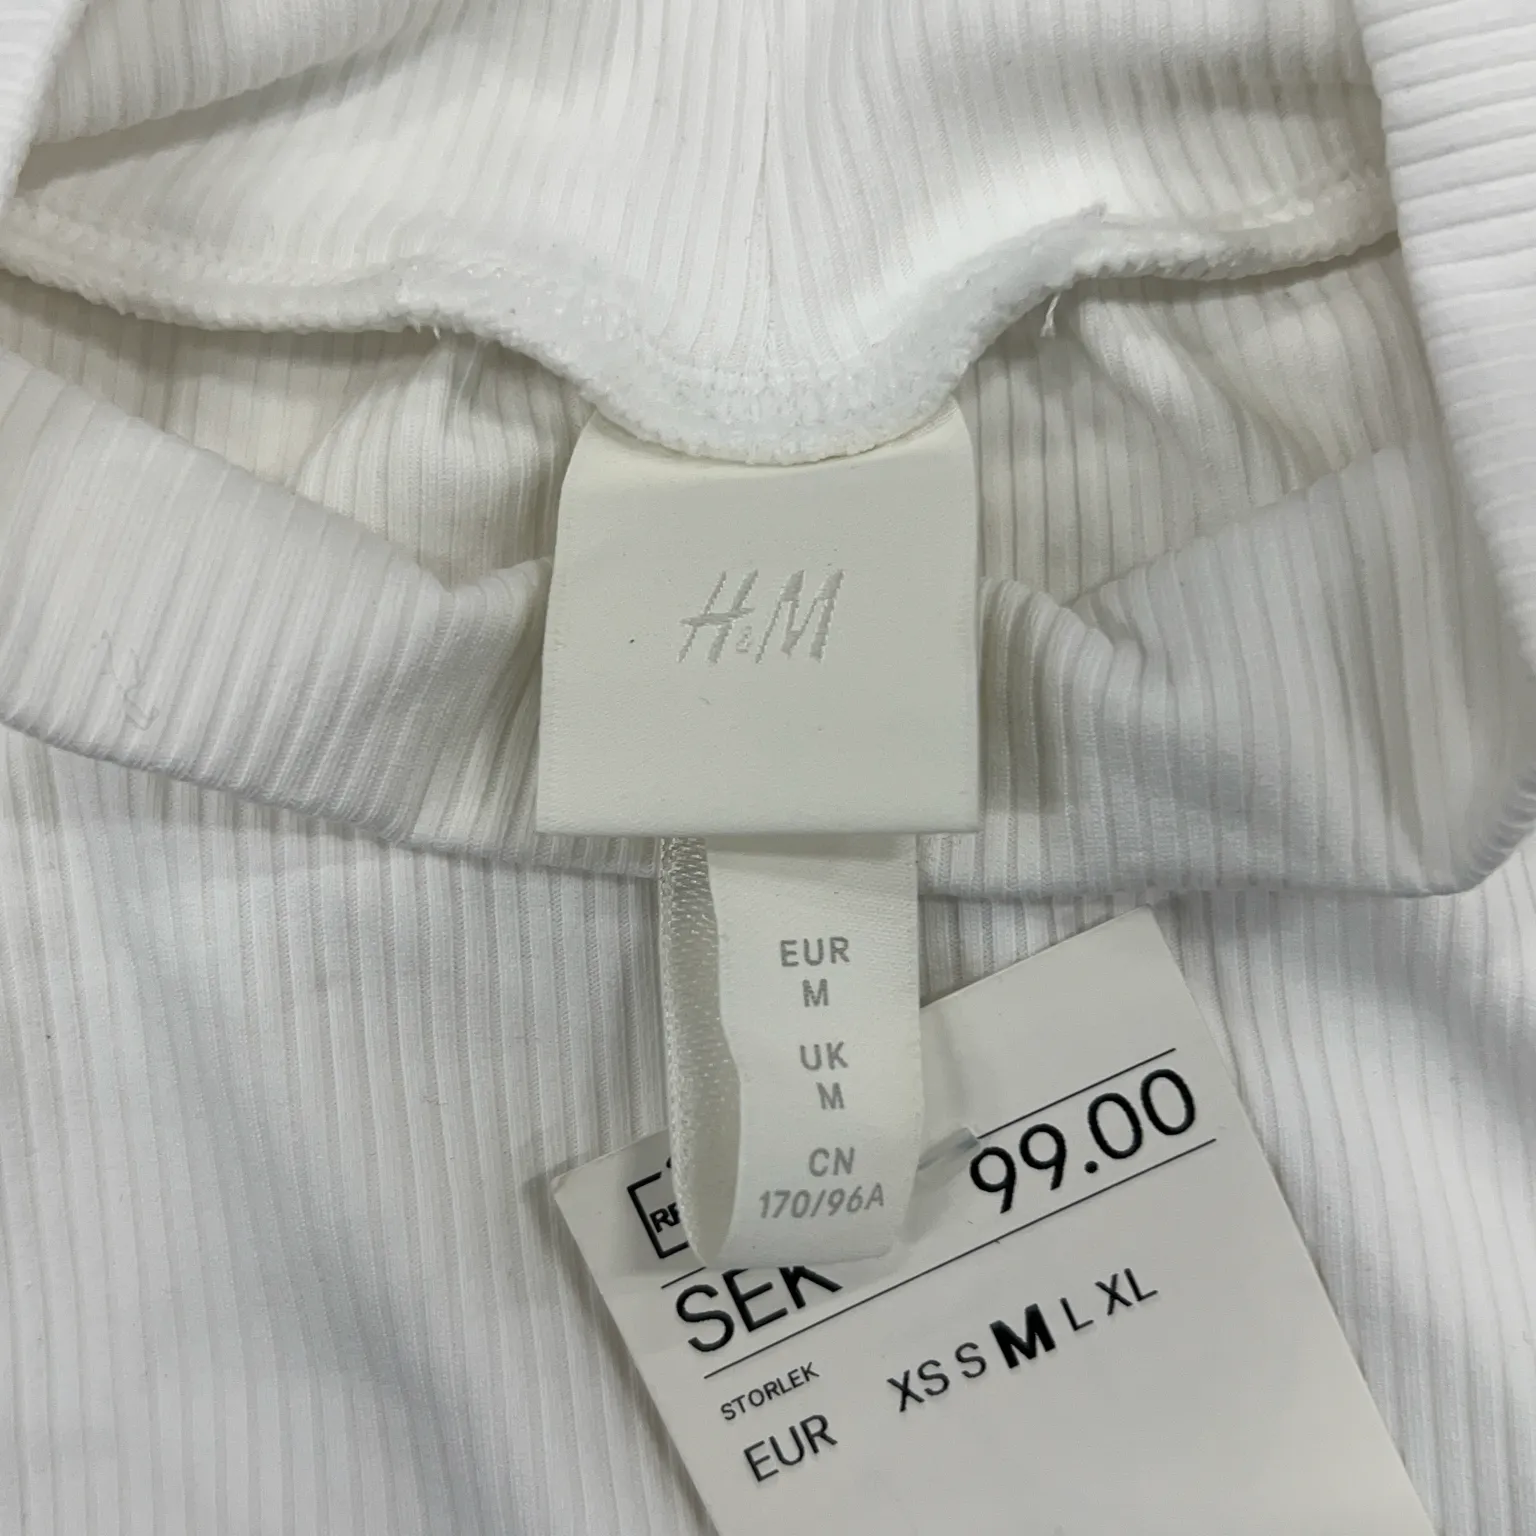 H&M
EUR
M
UK
M
CN
170/96A
SEK 99.00
STORLEK
EUR XS S M L XL